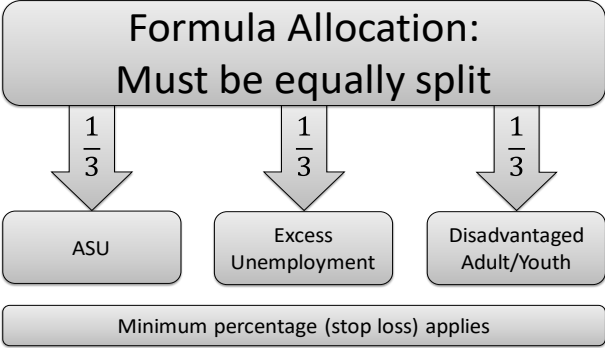 Formula Allocation:
Must be equally split
1/3 1/3 1/3
ASU
Excess
Unemployment
Disadvantaged
Adult/Youth
Minimum percentage (stop loss) applies